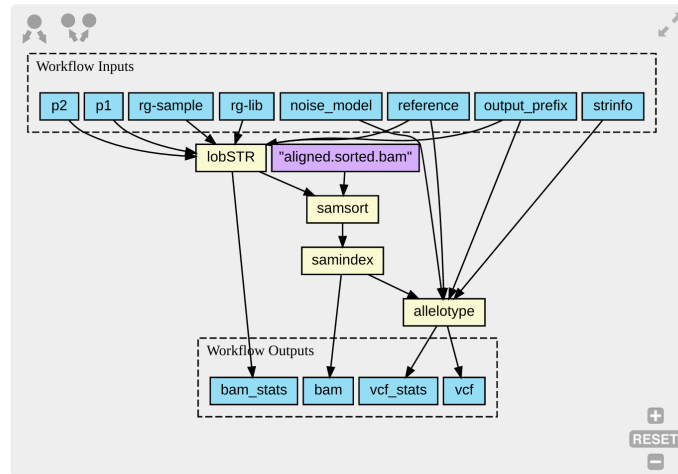 Workflow Inputs
p2 p1 rg-sample rg-lib noise_model reference output_prefix strinfo
lobSTR "aligned.sorted.bam"
samsort
samindex
allelotype
Workflow Outputs
bam_stats bam vcf_stats vcf
RESET